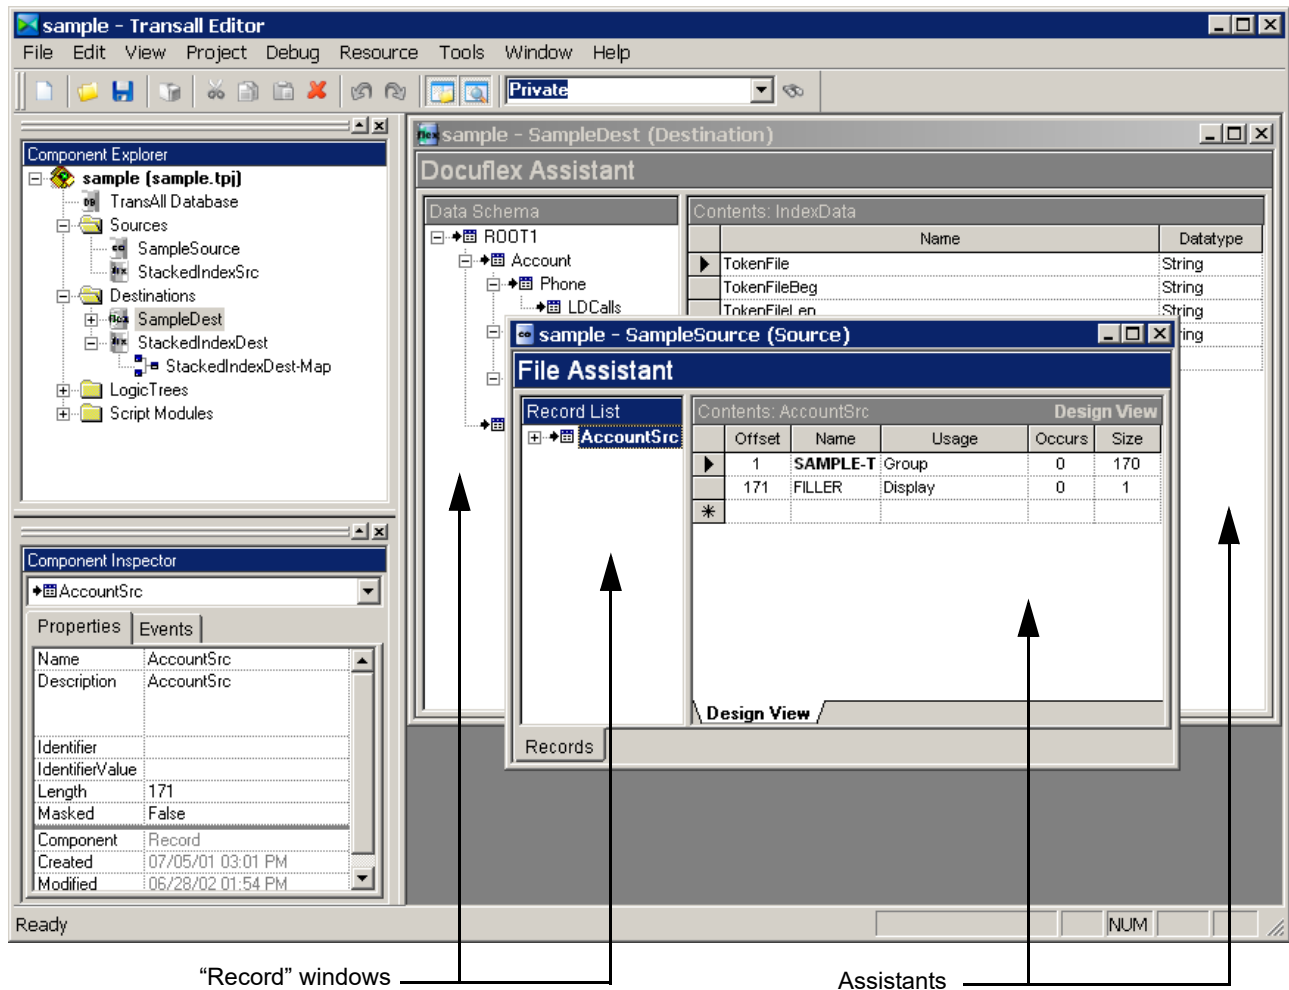 sample - Transall Editor
File Edit View Project Debug Resource Tools Window Help
Private
Component Explorer
sample (sample.tpj)
TransAll Database
Sources
SampleSource
StackedIndexSrc
Destinations
SampleDest
StackedIndexDest
StackedIndexDest-Map
LogicTrees
Script Modules
Component Inspector
AccountSrc
Properties Events
Name AccountSrc
Description AccountSrc
Identifier
IdentifierValue
Length 171
Masked False
Component Record
Created 07/05/01 03:01 PM
Modified 06/28/02 01:54 PM
sample - SampleDest (Destination)
Docuflex Assistant
Data Schema
ROOT1
Account
Phone
LDCalls
Contents: IndexData
Name Datatype
TokenFile String
TokenFileBeg String
TokenFileLen String
sample - SampleSource (Source)
File Assistant
Record List
AccountSrc
Contents: AccountSrc Design View
Offset Name Usage Occurs Size
1 SAMPLE-T Group 0 170
171 FILLER Display 0 1
Design View
Records
Ready
NUM
“Record” windows
Assistants